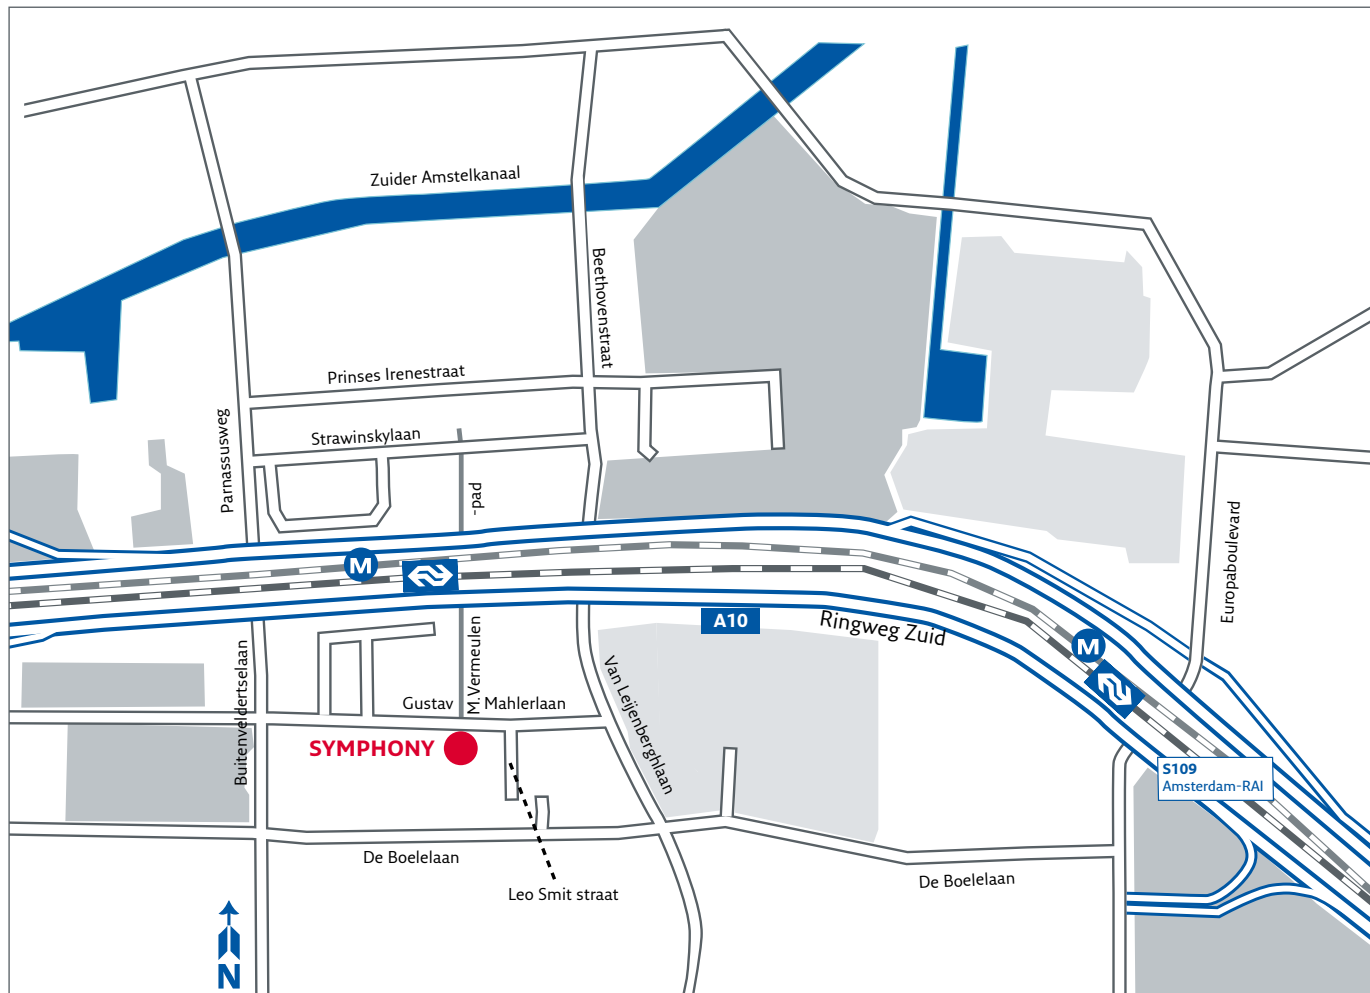 Zuider Amstelkanaal
Beethovenstraat
Prinses Irenestraat
Parnassusweg
Strawinskylaan
-pad
Europaboulevard
M
A10
Ringweg Zuid
M
M. Vermeulen
Buitenveldertselaan
Van Leijenberghlaan
Gustav Mahlerlaan
SYMPHONY
S109
Amsterdam-RAI
De Boelelaan
De Boelelaan
Leo Smit straat
N